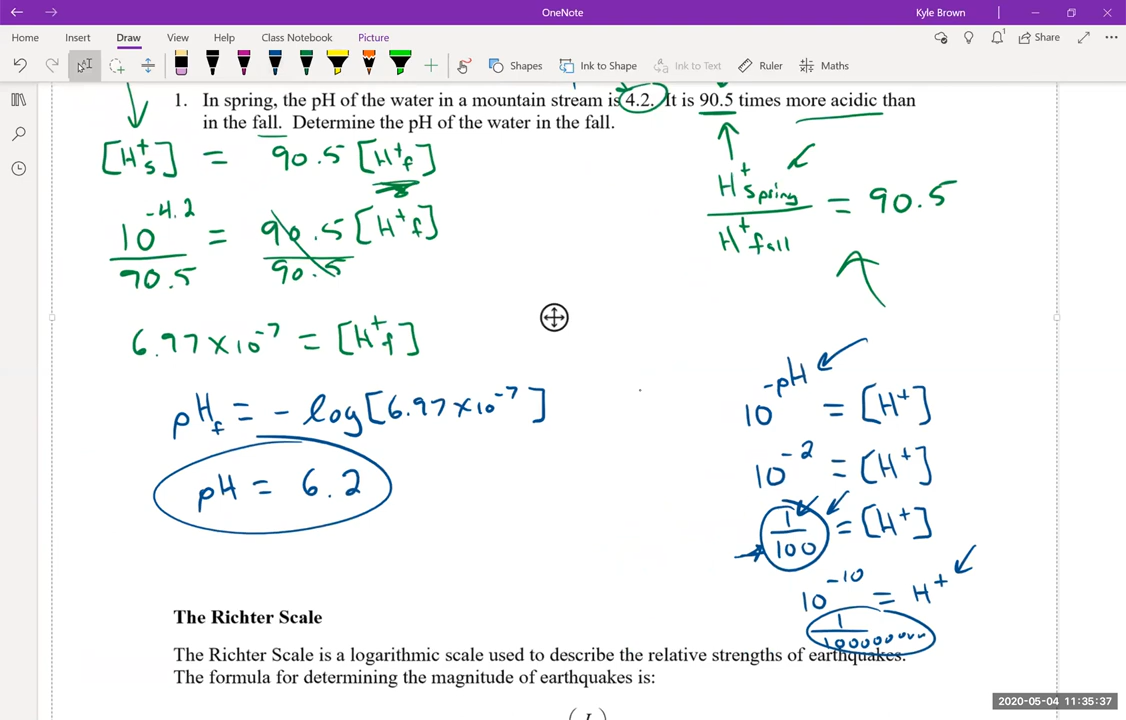 OneNote
Kyle Brown
Home Insert Draw View Help Class Notebook Picture
Share
Shapes Ink to Shape Ink to Text Ruler Maths
1. In spring, the pH of the water in a mountain stream is 4.2. It is 90.5 times more acidic than
in the fall. Determine the pH of the water in the fall.
[H⁺s] = 90.5 [H⁺f]
H⁺spring / H⁺fall = 90.5
10^-4.2 / 90.5 = 90.5 [H⁺f] / 90.5
6.97 × 10^-7 = [H⁺f]
pHf = - log [6.97 × 10^-7]
pH = 6.2
10^-pH = [H⁺]
10^-2 = [H⁺]
1/100 = [H⁺]
10^-10 = H⁺
The Richter Scale
The Richter Scale is a logarithmic scale used to describe the relative strengths of earthquakes.
The formula for determining the magnitude of earthquakes is:
2020-05-04 11:35:37